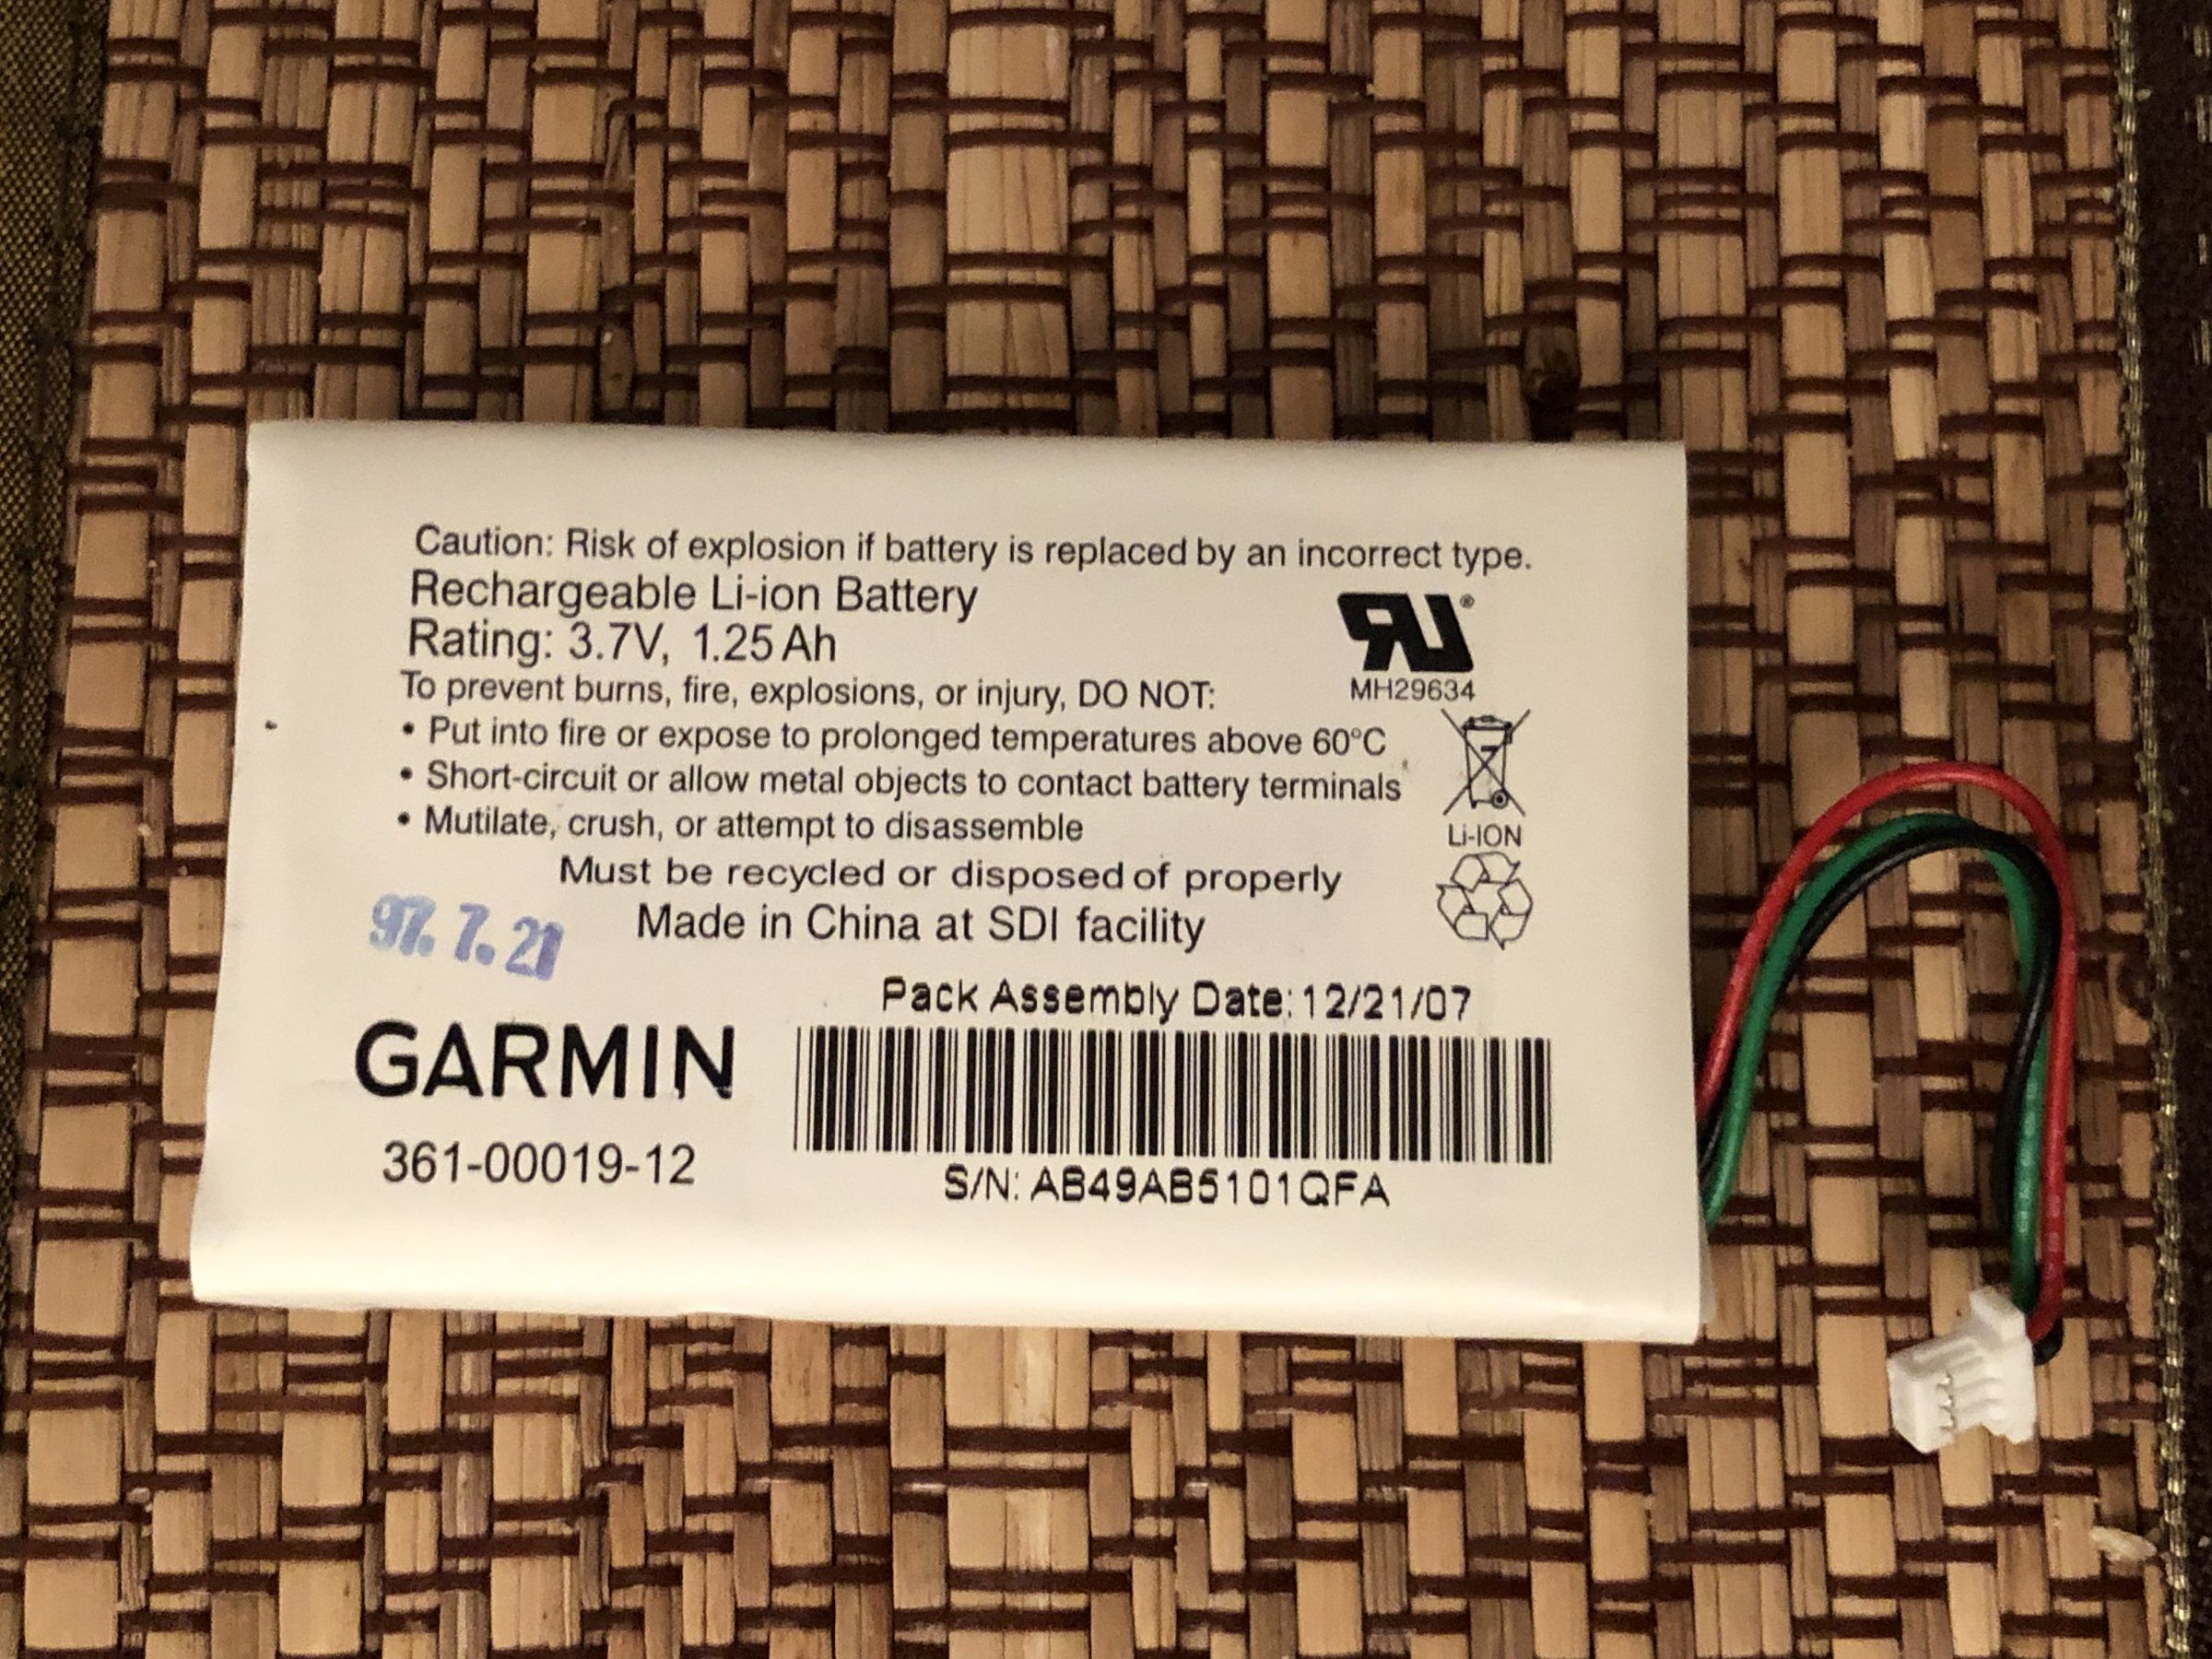 Caution: Risk of explosion if battery is replaced by an incorrect type.
Rechargeable Li-ion Battery
Rating: 3.7V, 1.25 Ah
To prevent burns, fire, explosions, or injury, DO NOT:
• Put into fire or expose to prolonged temperatures above 60°C
• Short-circuit or allow metal objects to contact battery terminals
• Mutilate, crush, or attempt to disassemble
Must be recycled or disposed of properly
Made in China at SDI facility
RU®
MH29634
Li-ION
97.7.21
Pack Assembly Date:12/21/07
GARMIN
361-00019-12
S/N: AB49AB5101QFA